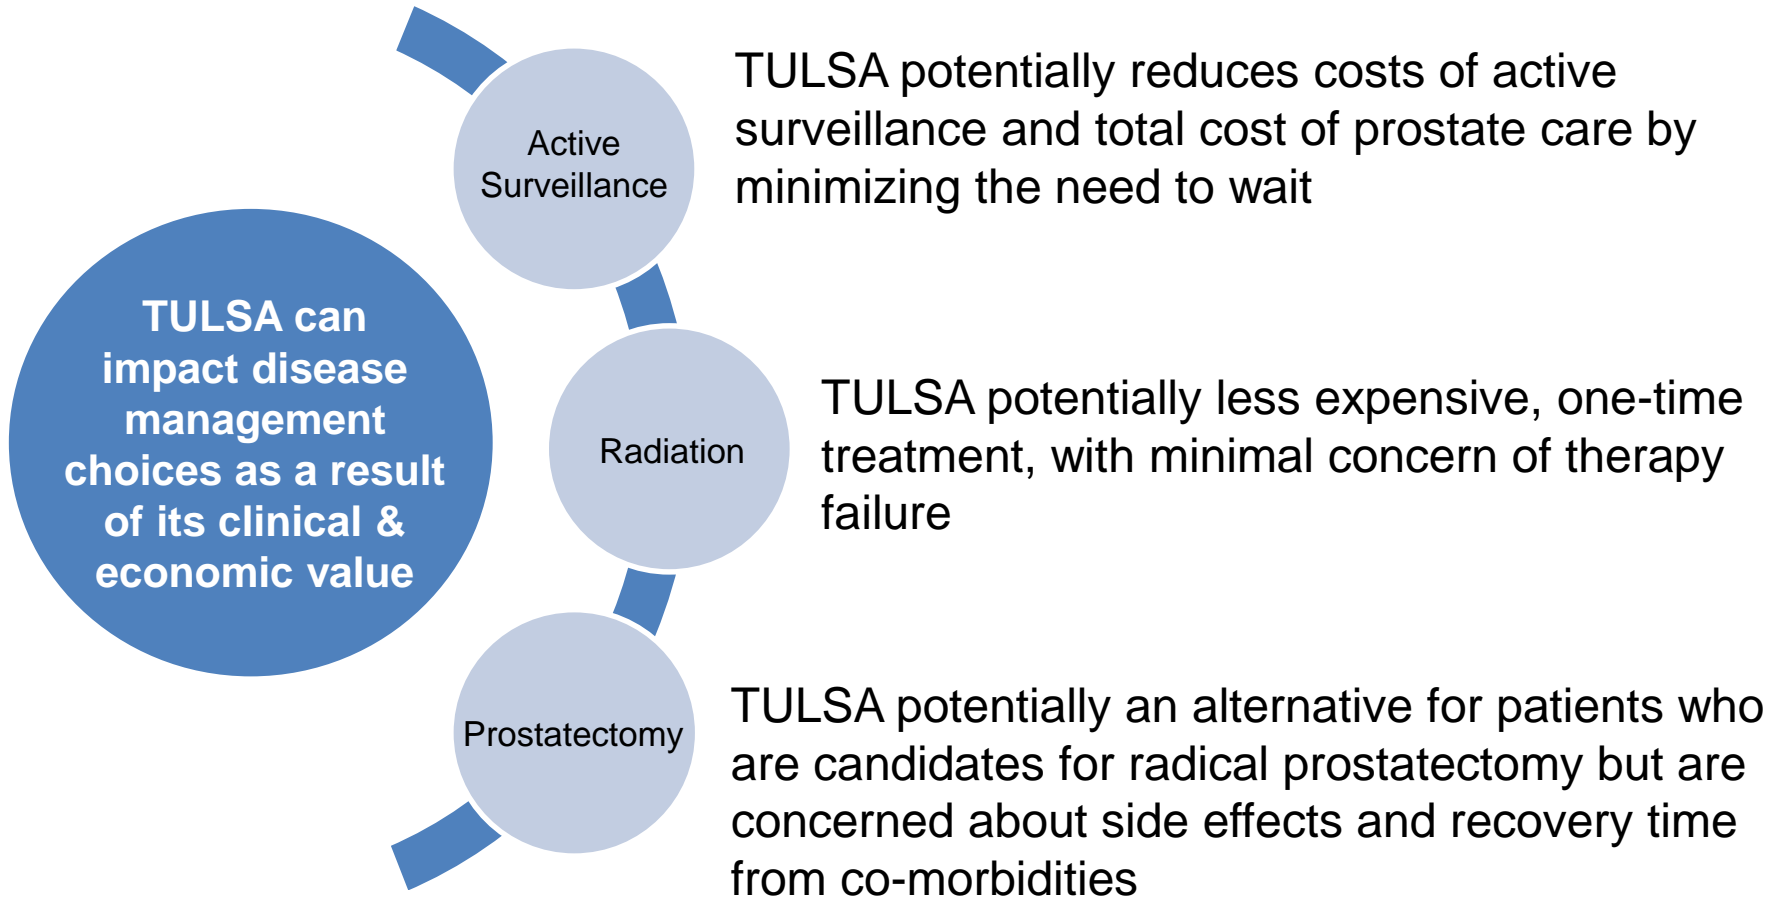 TULSA can
impact disease
management
choices as a result
of its clinical &
economic value
Active
Surveillance
TULSA potentially reduces costs of active
surveillance and total cost of prostate care by
minimizing the need to wait
Radiation
TULSA potentially less expensive, one-time
treatment, with minimal concern of therapy
failure
Prostatectomy
TULSA potentially an alternative for patients who
are candidates for radical prostatectomy but are
concerned about side effects and recovery time
from co-morbidities